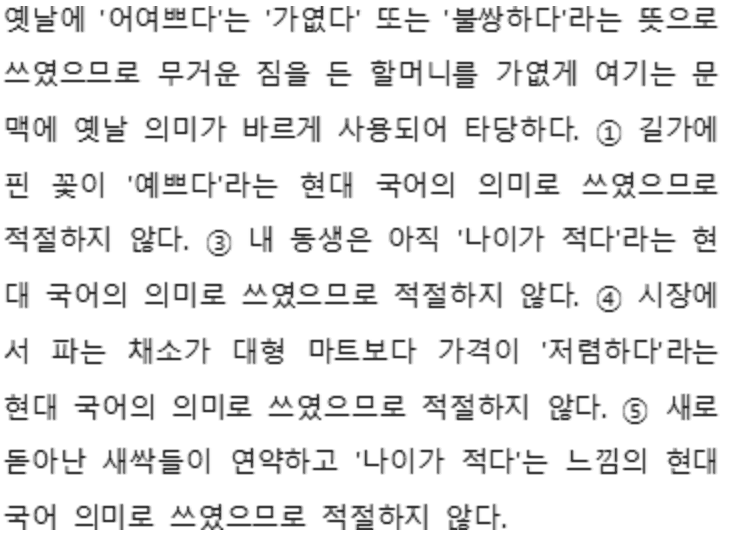 옛날에 '어여쁘다'는 '가엾다' 또는 '불쌍하다'라는 뜻으로
쓰였으므로 무거운 짐을 든 할머니를 가엾게 여기는 문
맥에 옛날 의미가 바르게 사용되어 타당하다. ① 길가에
핀 꽃이 '예쁘다'라는 현대 국어의 의미로 쓰였으므로
적절하지 않다. ③ 내 동생은 아직 '나이가 적다'라는 현
대 국어의 의미로 쓰였으므로 적절하지 않다. ④ 시장에
서 파는 채소가 대형 마트보다 가격이 '저렴하다'라는
현대 국어의 의미로 쓰였으므로 적절하지 않다. ⑤ 새로
돋아난 새싹들이 연약하고 '나이가 적다'는 느낌의 현대
국어 의미로 쓰였으므로 적절하지 않다.